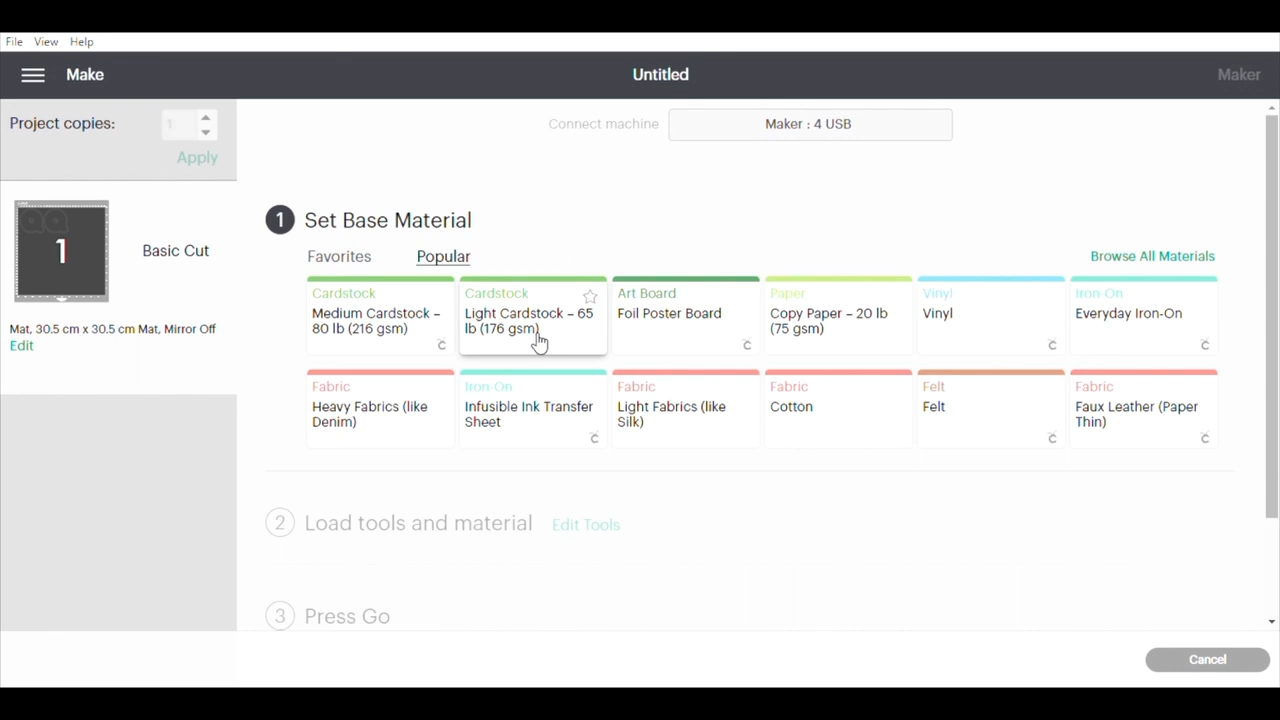 File View Help
Make
Untitled
Maker
Project copies:
1
Apply
Connect machine
Maker : 4 USB
1
Basic Cut
Mat, 30.5 cm x 30.5 cm Mat, Mirror Off
Edit
1 Set Base Material
Favorites
Popular
Browse All Materials
Cardstock
Medium Cardstock –
80 lb (216 gsm)
Cardstock
Light Cardstock – 65
lb (176 gsm)
Art Board
Foil Poster Board
Paper
Copy Paper – 20 lb
(75 gsm)
Vinyl
Vinyl
Iron-On
Everyday Iron-On
Fabric
Heavy Fabrics (like
Denim)
Iron-On
Infusible Ink Transfer
Sheet
Fabric
Light Fabrics (like
Silk)
Fabric
Cotton
Felt
Felt
Fabric
Faux Leather (Paper
Thin)
2 Load tools and material
Edit Tools
3 Press Go
Cancel